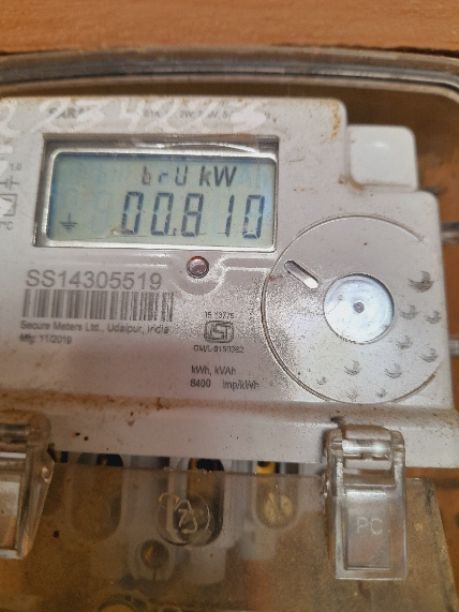 bru kW
00.810
SS14305519
Secure Meters Ltd., Udaipur, India
Mfg: 11/2019
IS 13779
ISI
kWh, kVAh
6400 imp/kWh
PC